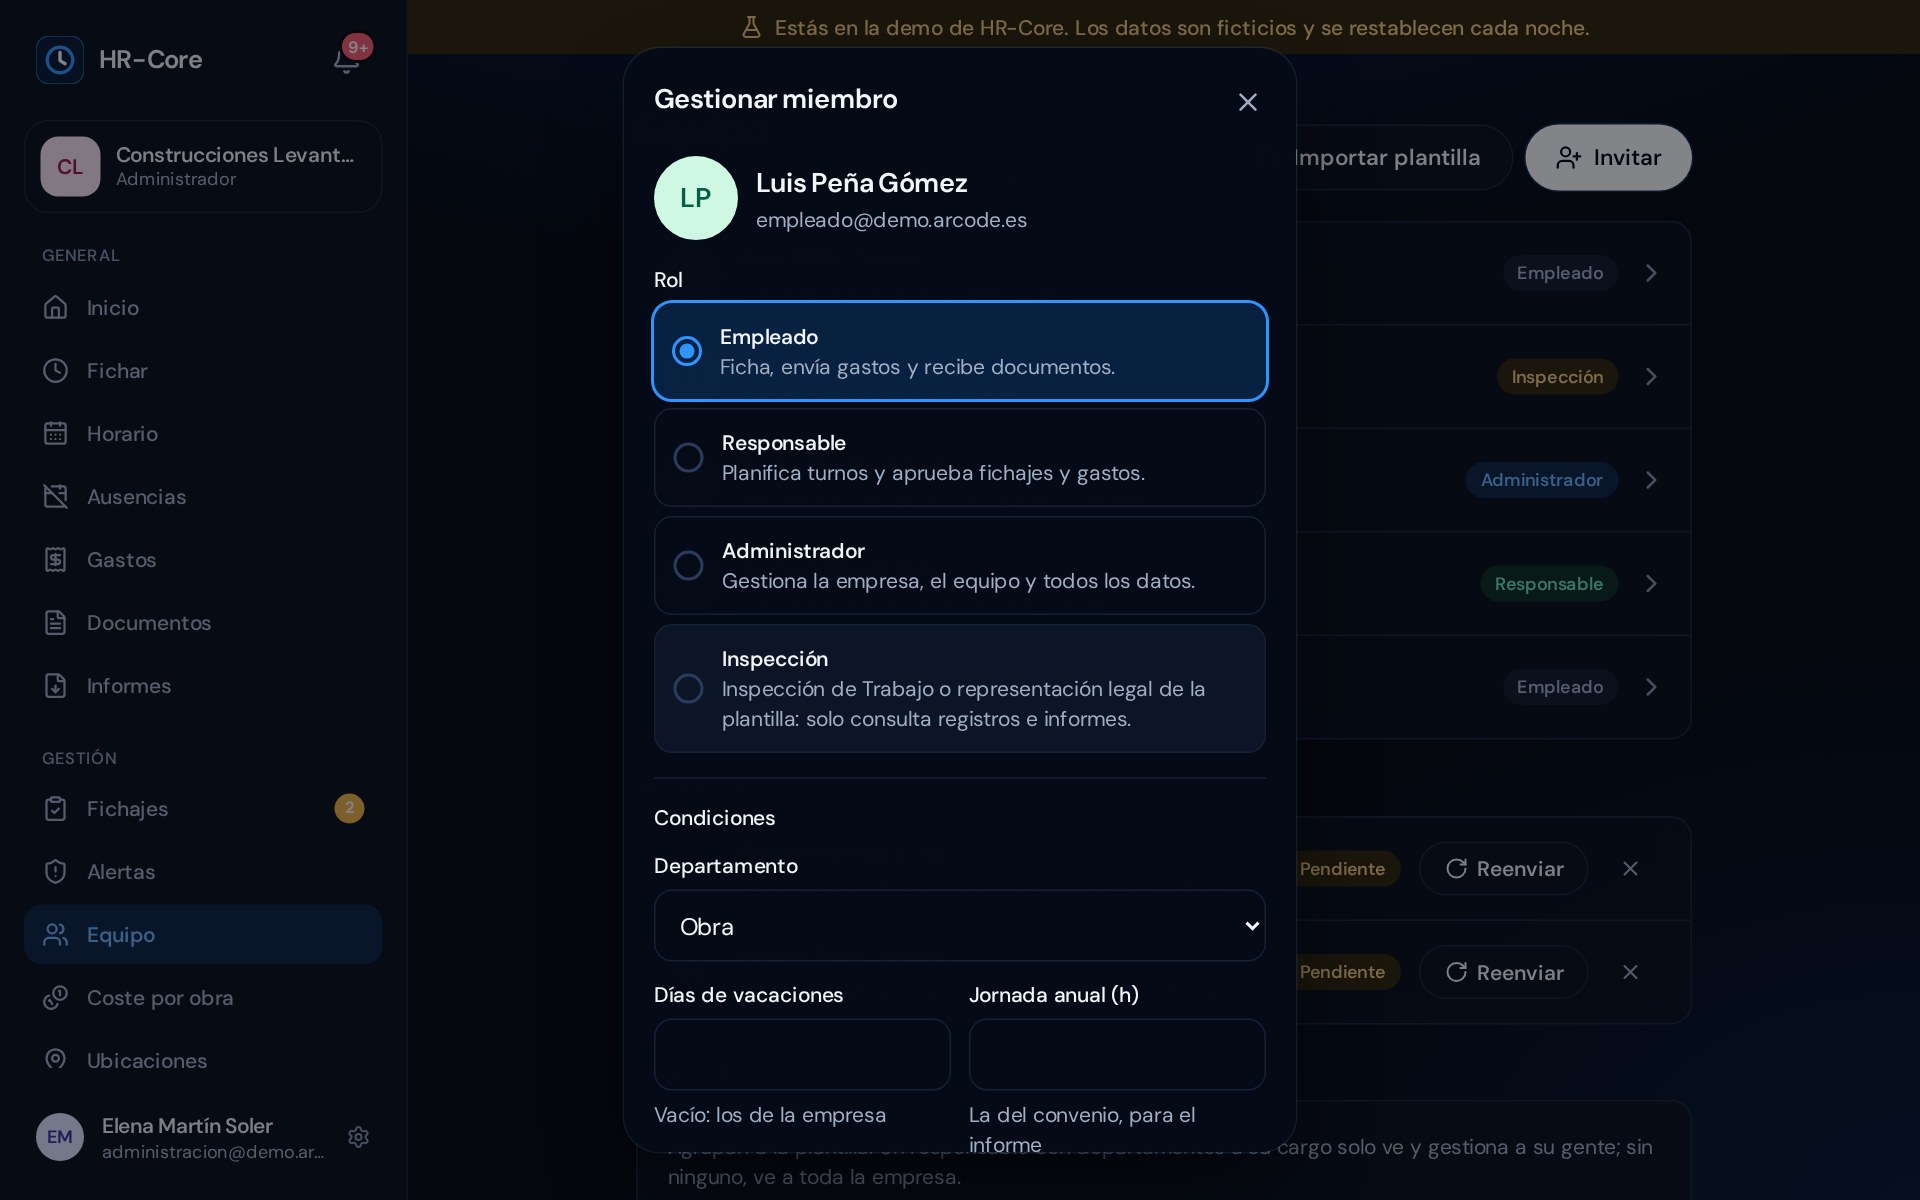 HR-Core
9+
Construcciones Levant...
Administrador
GENERAL
Inicio
Fichar
Horario
Ausencias
Gastos
Documentos
Informes
GESTIÓN
Fichajes
2
Alertas
Equipo
Coste por obra
Ubicaciones
EM
Elena Martín Soler
administracion@demo.ar...
CL
Estás en la demo de HR-Core. Los datos son ficticios y se restablecen cada noche.
Gestionar miembro
LP
Luis Peña Gómez
empleado@demo.arcode.es
Rol
Empleado
Ficha, envía gastos y recibe documentos.
Responsable
Planifica turnos y aprueba fichajes y gastos.
Administrador
Gestiona la empresa, el equipo y todos los datos.
Inspección
Inspección de Trabajo o representación legal de la
plantilla: solo consulta registros e informes.
Condiciones
Departamento
Obra
Días de vacaciones
Jornada anual (h)
Vacío: los de la empresa
La del convenio, para el
informe
Importar plantilla
Invitar
Empleado
Inspección
Administrador
Responsable
Empleado
Pendiente
Reenviar
Pendiente
Reenviar
cargo solo ve y gestiona a su gente; sin
ninguno, ve a toda la empresa.